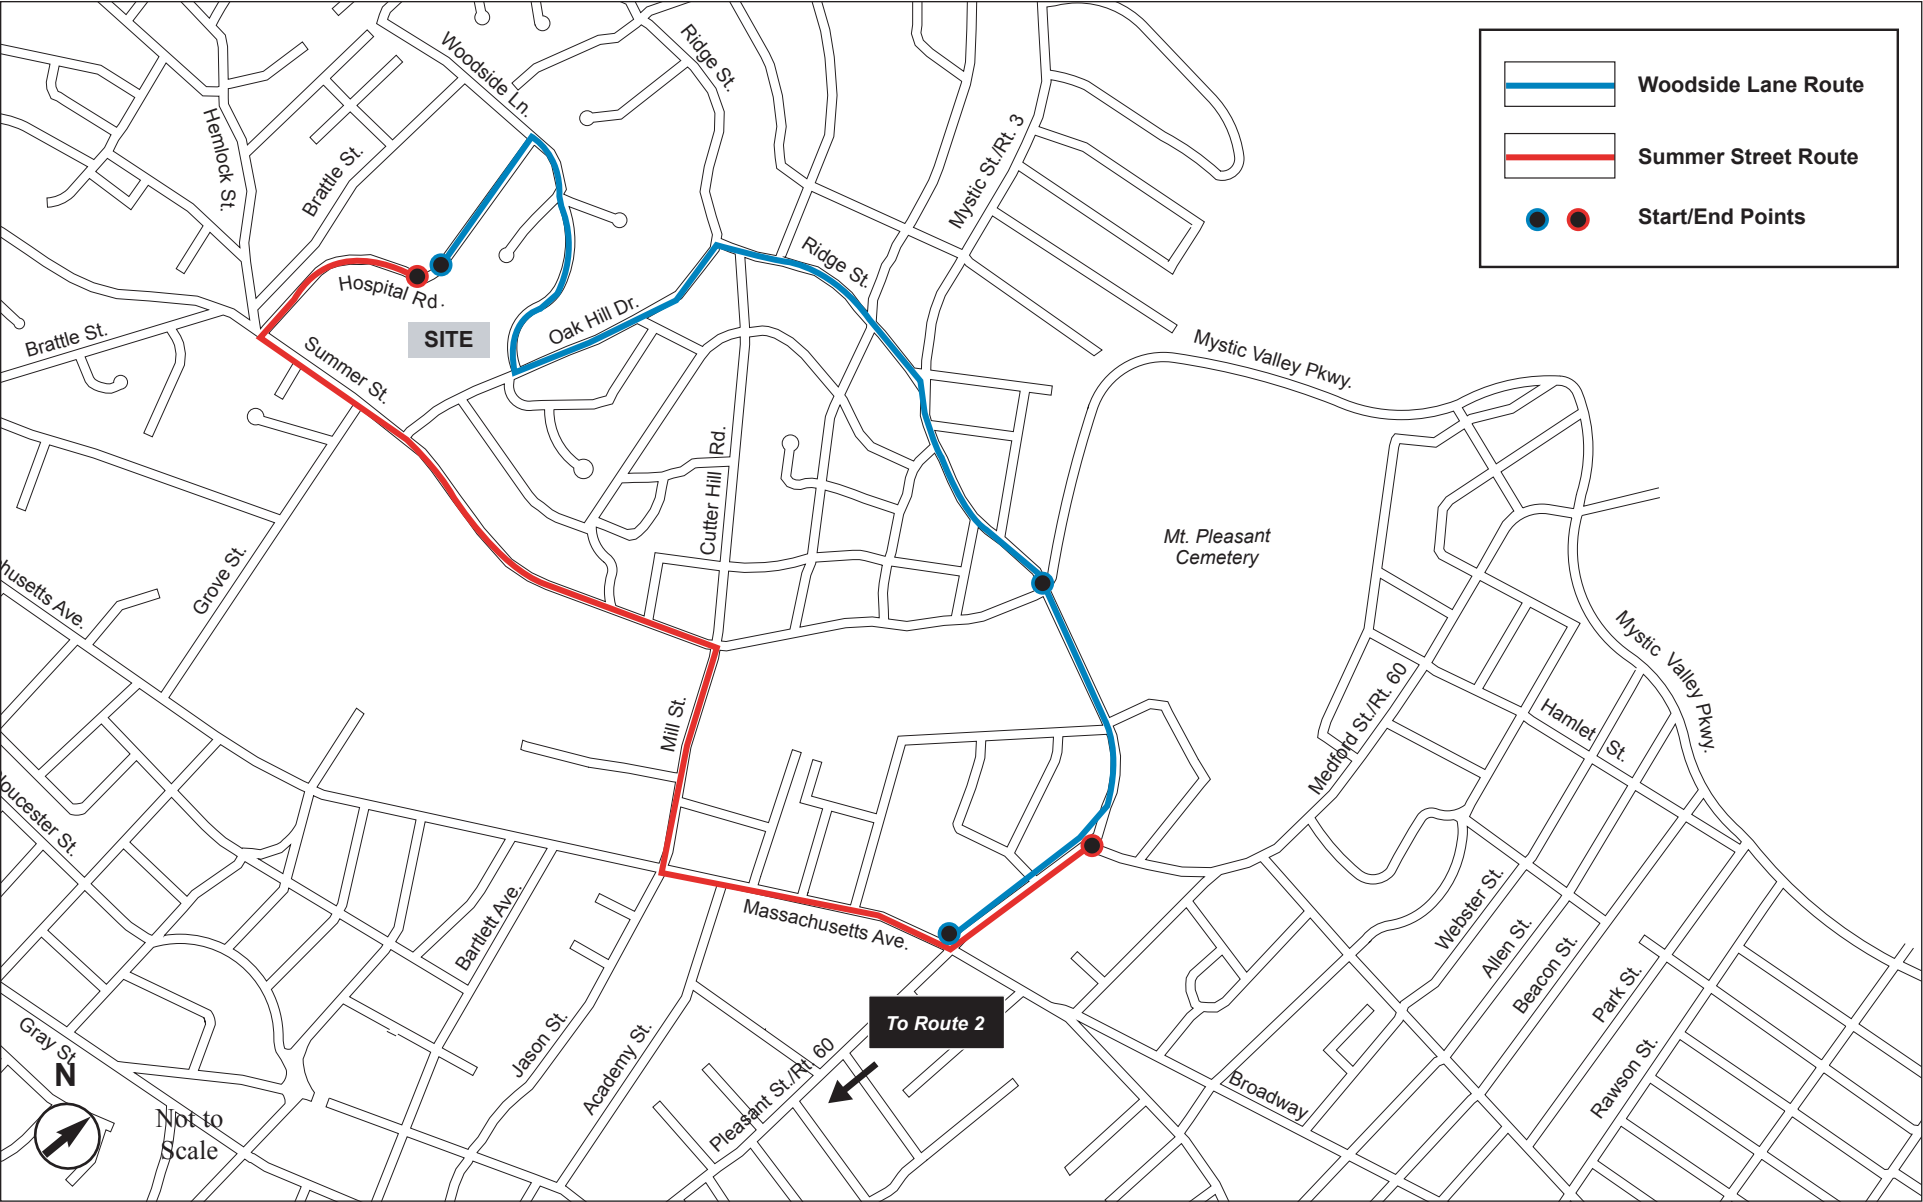 Woodside Lane Route
Summer Street Route
Start/End Points
Woodside Ln.
Ridge St.
Hemlock St.
Brattle St.
Mystic St./Rt. 3
Ridge St.
Hospital Rd.
Oak Hill Dr.
SITE
Brattle St.
Summer St.
Mystic Valley Pkwy.
Cutter Hill Rd.
Mt. Pleasant
Cemetery
Grove St.
husetts Ave.
Mystic Valley Pkwy.
Mill St.
Medford St./Rt. 60
Hamlet St.
loucester St.
Bartlett Ave.
Massachusetts Ave.
Webster St.
Allen St.
Beacon St.
Park St.
Rawson St.
To Route 2
Gray St.
Jason St.
Academy St.
Pleasant St./Rt. 60
Broadway
N
Not to
Scale